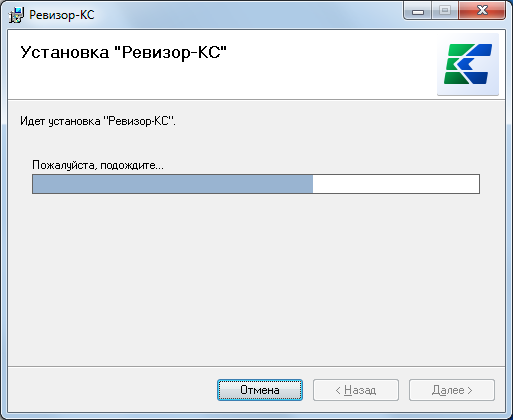 Ревизор-КС
Установка "Ревизор-КС"
Идет установка "Ревизор-КС".
Пожалуйста, подождите...
Отмена
< Назад
Далее >